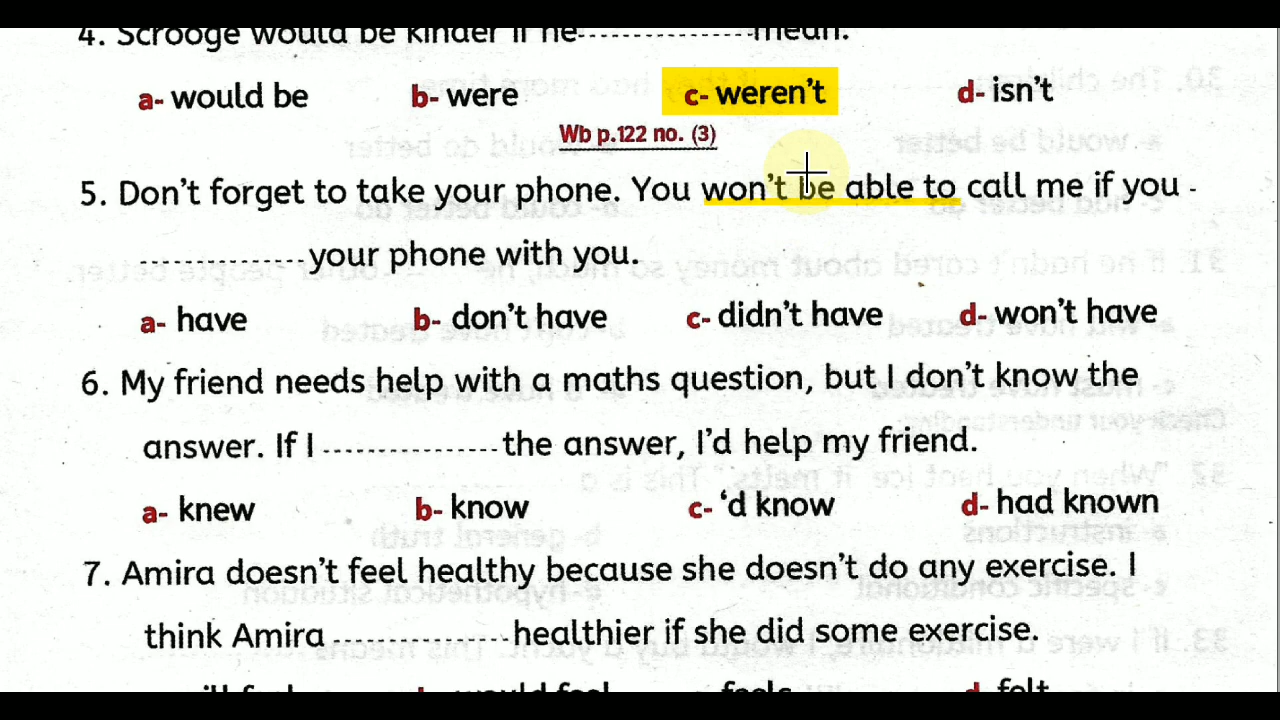 4. Scrooge would be kinder if he---------------mean.
a- would be b- were c- weren't d- isn't
Wb p.122 no. (3)
5. Don't forget to take your phone. You won't be able to call me if you -
---------------your phone with you.
a- have b- don't have c- didn't have d- won't have
6. My friend needs help with a maths question, but I don't know the
answer. If I ---------------- the answer, I'd help my friend.
a- knew b- know c- 'd know d- had known
7. Amira doesn't feel healthy because she doesn't do any exercise. I
think Amira ---------------- healthier if she did some exercise.
would feel feels d- felt